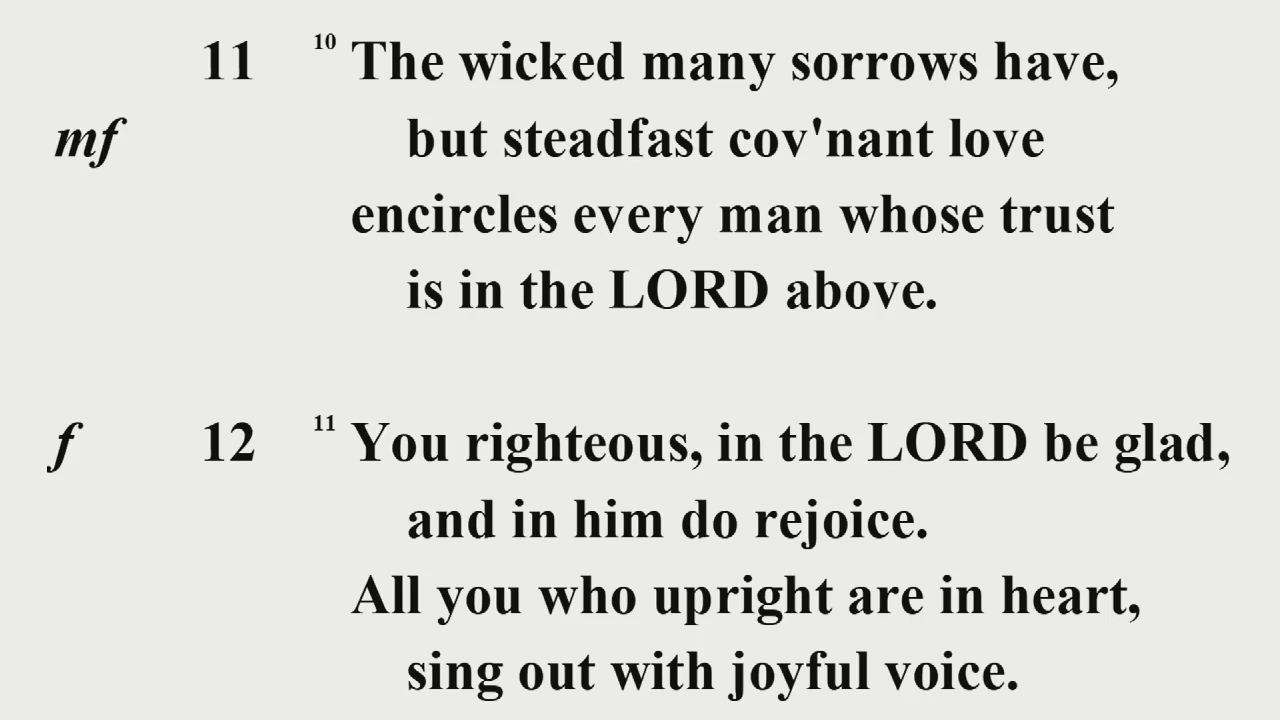 11 10 The wicked many sorrows have,
mf but steadfast cov'nant love
encircles every man whose trust
is in the LORD above.
f 12 11 You righteous, in the LORD be glad,
and in him do rejoice.
All you who upright are in heart,
sing out with joyful voice.